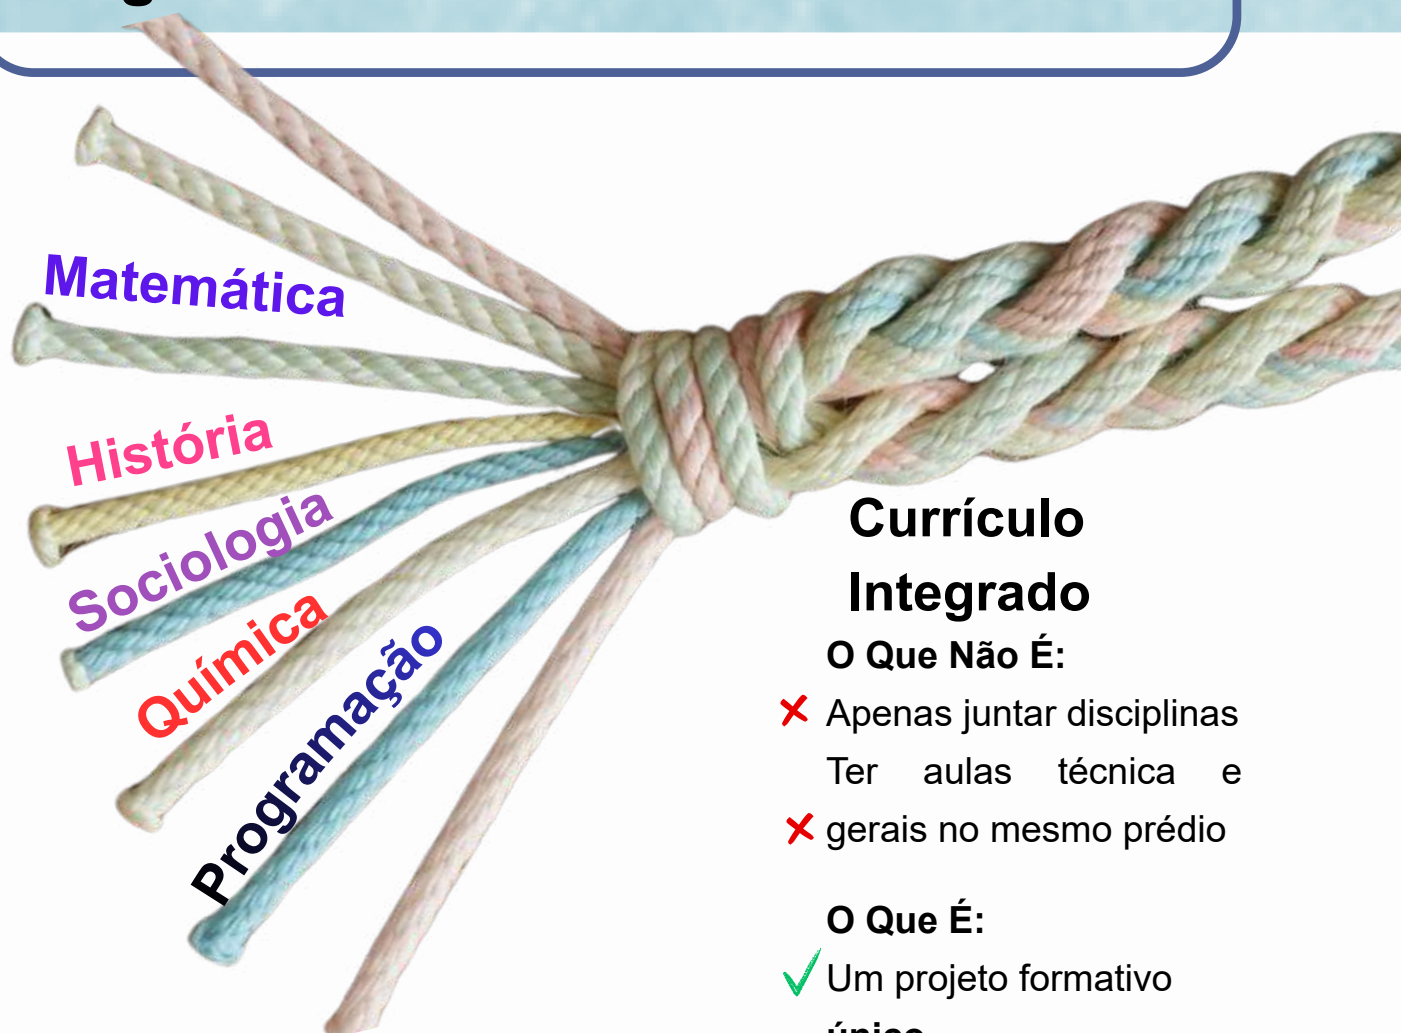 Matemática
História
Sociologia
Química
Programação
Currículo
Integrado
O Que Não É:
Apenas juntar disciplinas
Ter aulas técnica e
gerais no mesmo prédio
O Que É:
Um projeto formativo
único